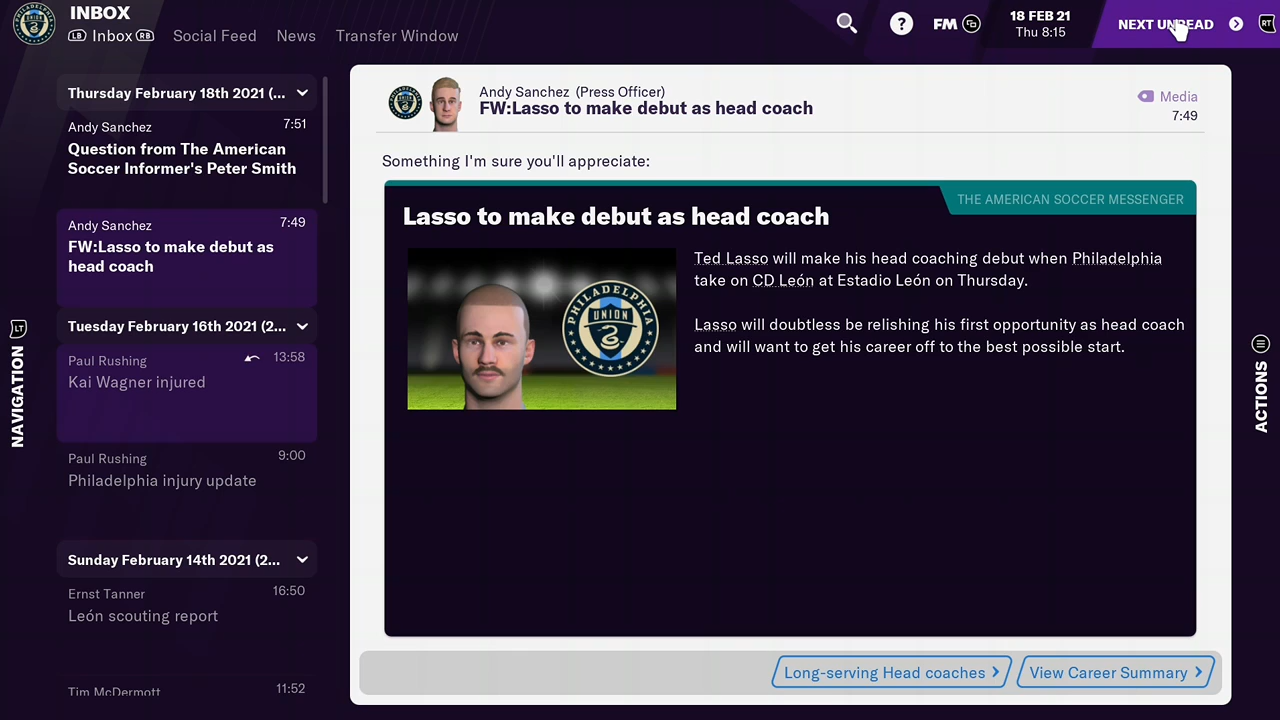 INBOX
LB Inbox RB
Social Feed
News
Transfer Window
?
FM
18 FEB 21
Thu 8:15
NEXT UNREAD
RT
LT
NAVIGATION
Thursday February 18th 2021 (...
Andy Sanchez 7:51
Question from The American
Soccer Informer's Peter Smith
Andy Sanchez 7:49
FW:Lasso to make debut as
head coach
Tuesday February 16th 2021 (2...
Paul Rushing 13:58
Kai Wagner injured
Paul Rushing 9:00
Philadelphia injury update
Sunday February 14th 2021 (2...
Ernst Tanner 16:50
León scouting report
Tim McDermott 11:52
Andy Sanchez (Press Officer)
FW:Lasso to make debut as head coach
Media
7:49
Something I'm sure you'll appreciate:
THE AMERICAN SOCCER MESSENGER
Lasso to make debut as head coach
PHILADELPHIA
UNION
Ted Lasso will make his head coaching debut when Philadelphia
take on CD León at Estadio León on Thursday.
Lasso will doubtless be relishing his first opportunity as head coach
and will want to get his career off to the best possible start.
Long-serving Head coaches
View Career Summary
ACTIONS